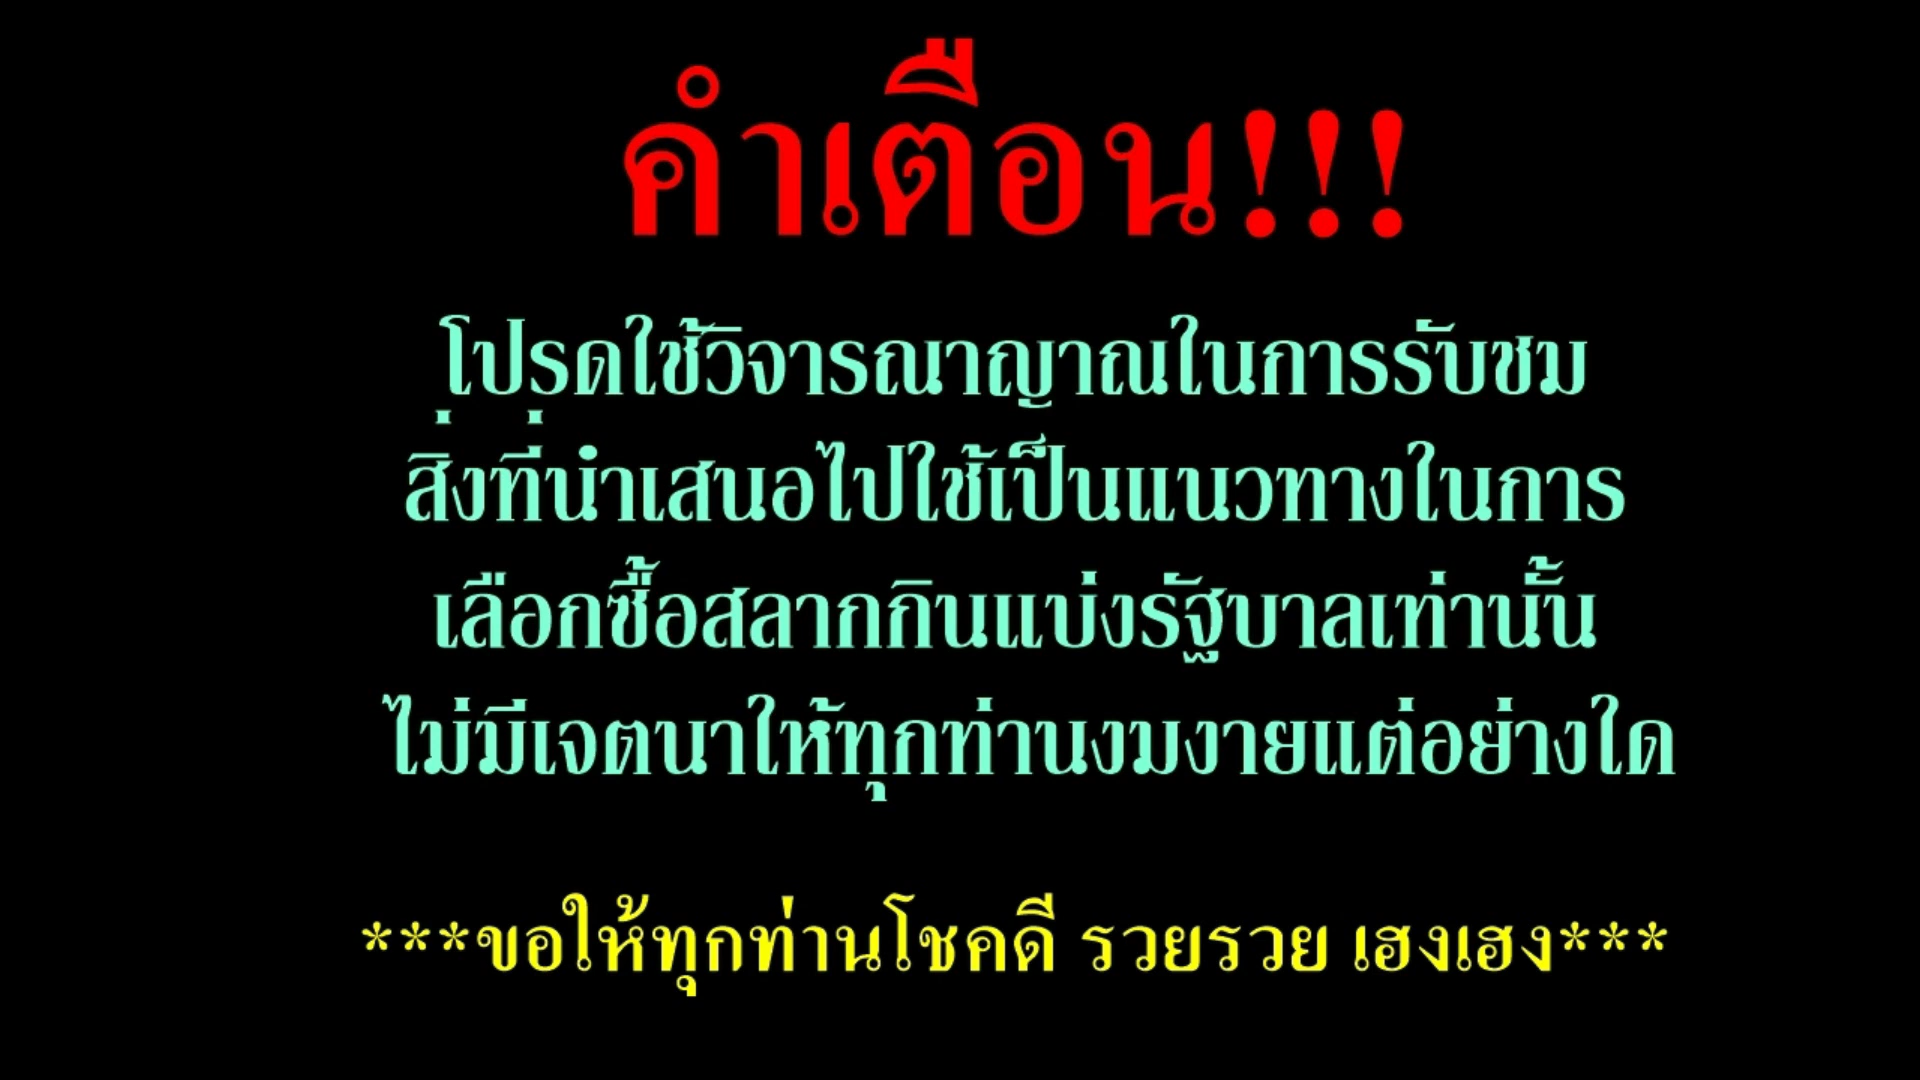 คำเตือน!!!
โปรดใช้วิจารณาญาณในการรับชม
สิ่งที่นำเสนอไปใช้เป็นแนวทางในการ
เลือกซื้อสลากกินแบ่งรัฐบาลเท่านั้น
ไม่มีเจตนาให้ทุกท่านงมงายแต่อย่างใด
***ขอให้ทุกท่านโชคดี รวยรวย เฮงเฮง***